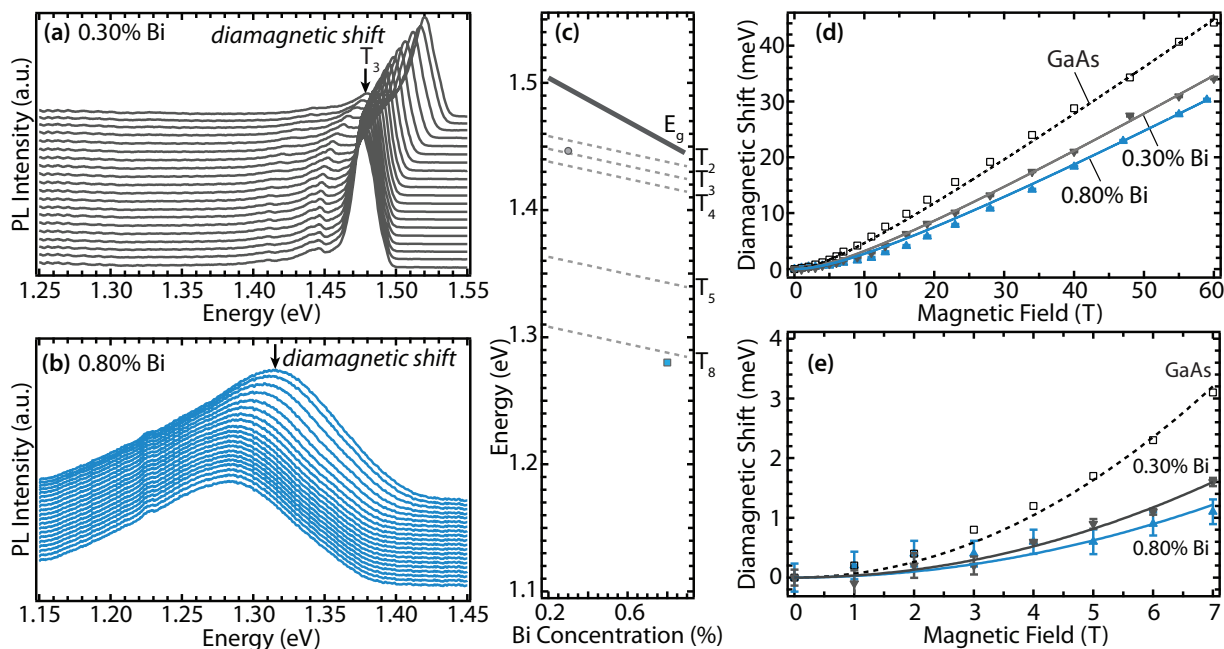 (a) 0.30% Bi
diamagnetic shift
T3
PL Intensity (a.u.)
1.25 1.30 1.35 1.40 1.45 1.50 1.55
Energy (eV)
(b) 0.80% Bi
diamagnetic shift
PL Intensity (a.u.)
1.15 1.20 1.25 1.30 1.35 1.40 1.45
Energy (eV)
(c)
1.5
1.4
1.3
1.2
1.1
Energy (eV)
Eg
T2
T3
T4
T5
T8
0.2 0.6
Bi Concentration (%)
(d)
Diamagnetic Shift (meV)
40
30
20
10
0
GaAs
0.30% Bi
0.80% Bi
0 10 20 30 40 50 60
Magnetic Field (T)
(e)
Diamagnetic Shift (meV)
4
3
2
1
0
GaAs
0.30% Bi
0.80% Bi
0 1 2 3 4 5 6 7
Magnetic Field (T)